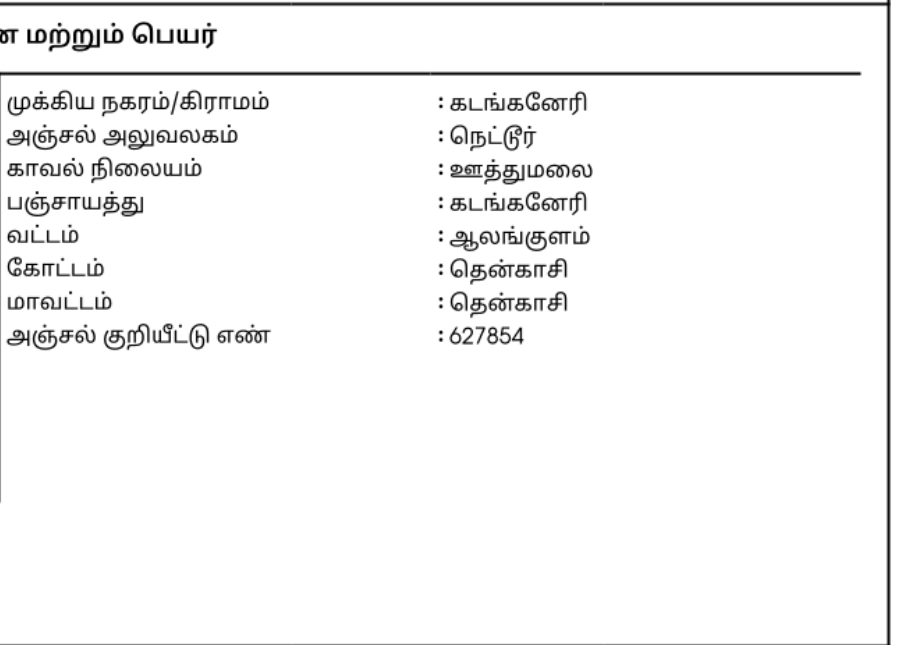 மற்றும் பெயர்
முக்கிய நகரம்/கிராமம் : கடங்கனேரி
அஞ்சல் அலுவலகம் : நெட்டூர்
காவல் நிலையம் : ஊத்துமலை
பஞ்சாயத்து : கடங்கனேரி
வட்டம் : ஆலங்குளம்
கோட்டம் : தென்காசி
மாவட்டம் : தென்காசி
அஞ்சல் குறியீட்டு எண் : 627854